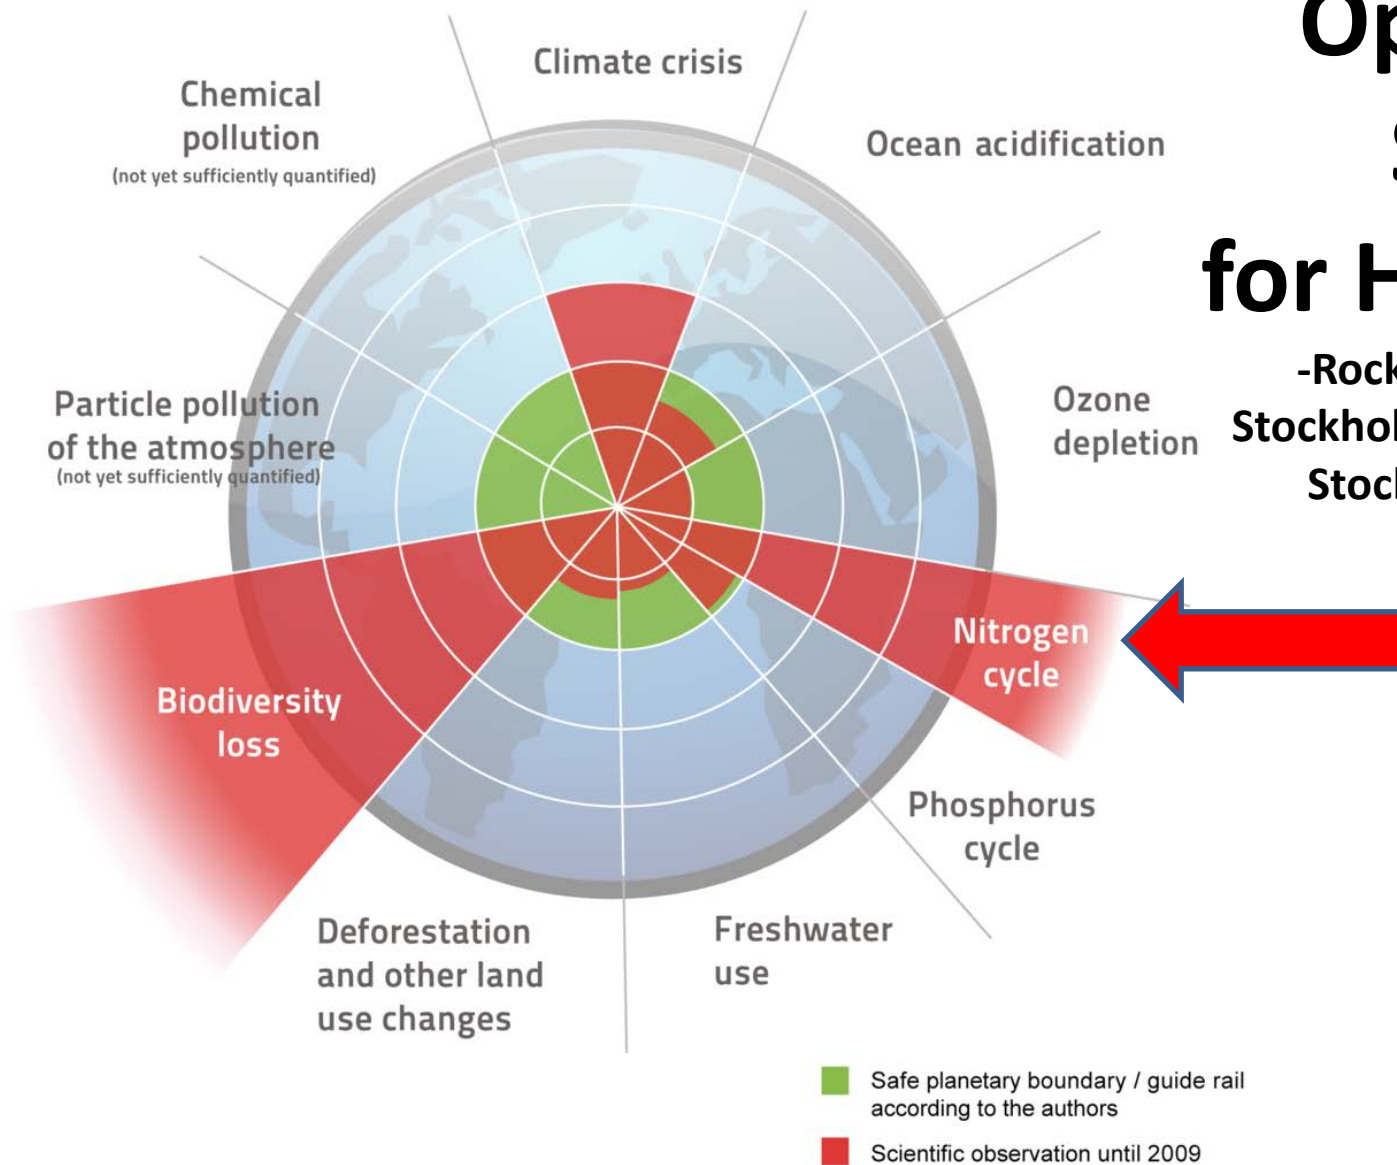 Climate crisis
Chemical
pollution
(not yet sufficiently quantified)
Ocean acidification
for H
-Rock
Stockhol
Stock
Ozone
depletion
Particle pollution
of the atmosphere
(not yet sufficiently quantified)
Nitrogen
cycle
Biodiversity
loss
Phosphorus
cycle
Deforestation
and other land
use changes
Freshwater
use
Safe planetary boundary / guide rail
according to the authors
Scientific observation until 2009